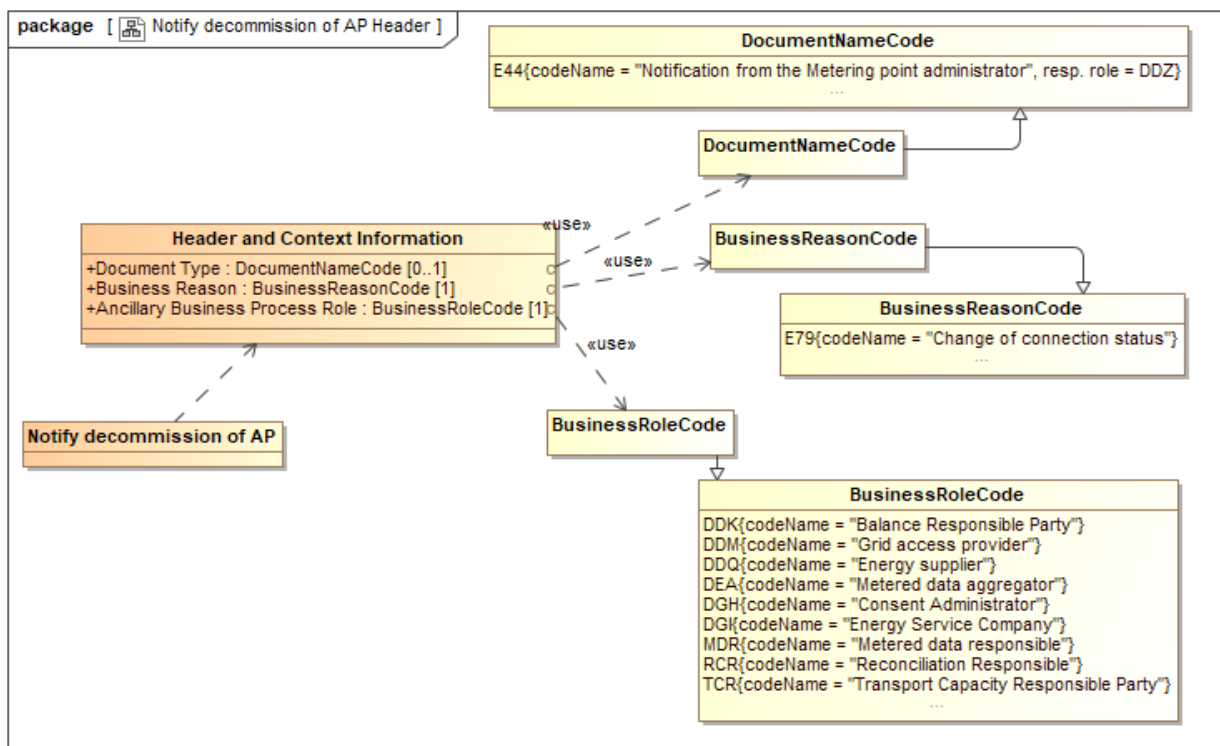 package [ Notify decommission of AP Header ]
DocumentNameCode
E44{codeName = "Notification from the Metering point administrator", resp. role = DDZ}
...
DocumentNameCode
«use»
Header and Context Information
+Document Type : DocumentNameCode [0..1]
+Business Reason : BusinessReasonCode [1]
+Ancillary Business Process Role : BusinessRoleCode [1]
«use»
BusinessReasonCode
BusinessReasonCode
E79{codeName = "Change of connection status"}
...
«use»
Notify decommission of AP
BusinessRoleCode
BusinessRoleCode
DDK{codeName = "Balance Responsible Party"}
DDM{codeName = "Grid access provider"}
DDQ{codeName = "Energy supplier"}
DEA{codeName = "Metered data aggregator"}
DGH{codeName = "Consent Administrator"}
DGI{codeName = "Energy Service Company"}
MDR{codeName = "Metered data responsible"}
RCR{codeName = "Reconciliation Responsible"}
TCR{codeName = "Transport Capacity Responsible Party"}
...